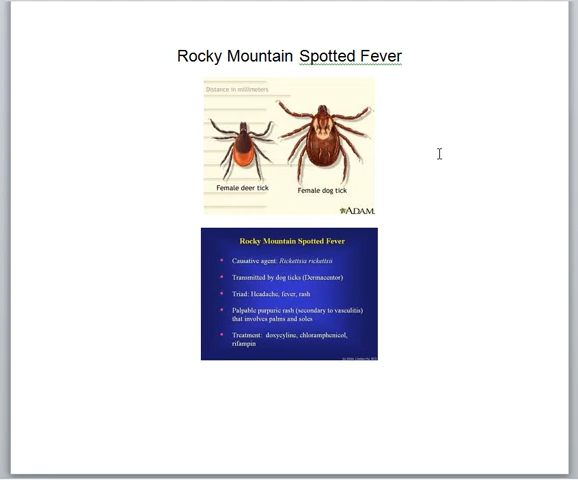 Rocky Mountain Spotted Fever
Distance in millimeters
Female deer tick
Female dog tick
ADAM
Rocky Mountain Spotted Fever
• Causative agent: Rickettsia rickettsii
• Transmitted by dog ticks (Dermacentor)
• Triad: Headache, fever, rash
• Palpable purpuric rash (secondary to vasculitis)
that involves palms and soles
• Treatment: doxycyline, chloramphenicol,
rifampin